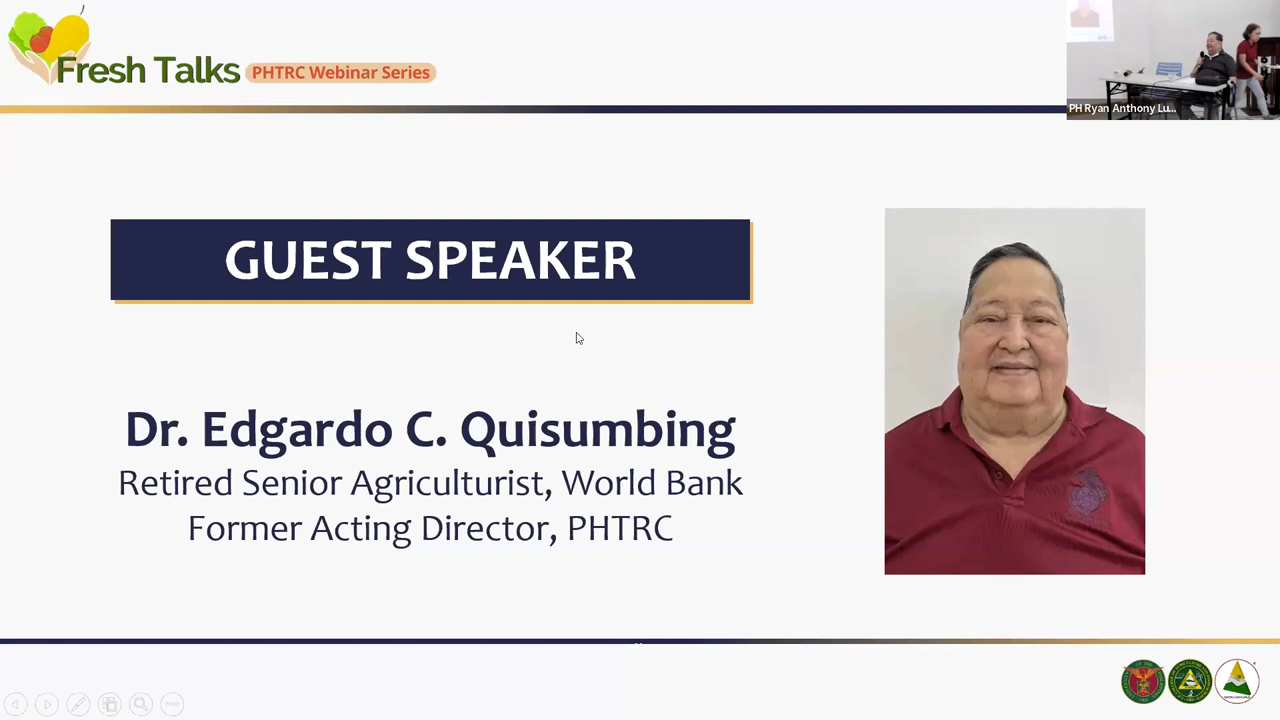 Fresh Talks PHTRC Webinar Series
PH Ryan Anthony Lu...
GUEST SPEAKER
Dr. Edgardo C. Quisumbing
Retired Senior Agriculturist, World Bank
Former Acting Director, PHTRC